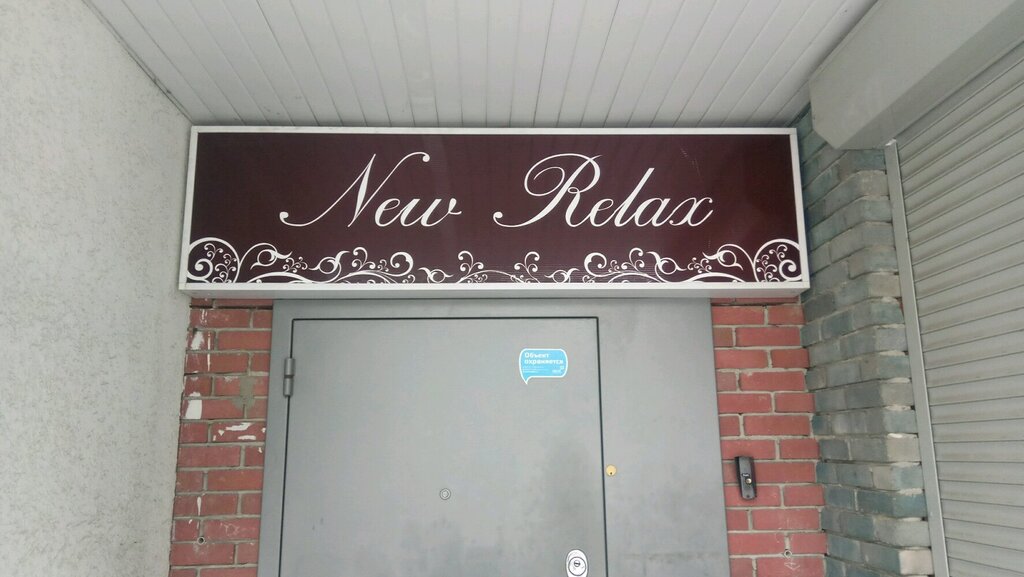 New Relax
Объект
охраняется